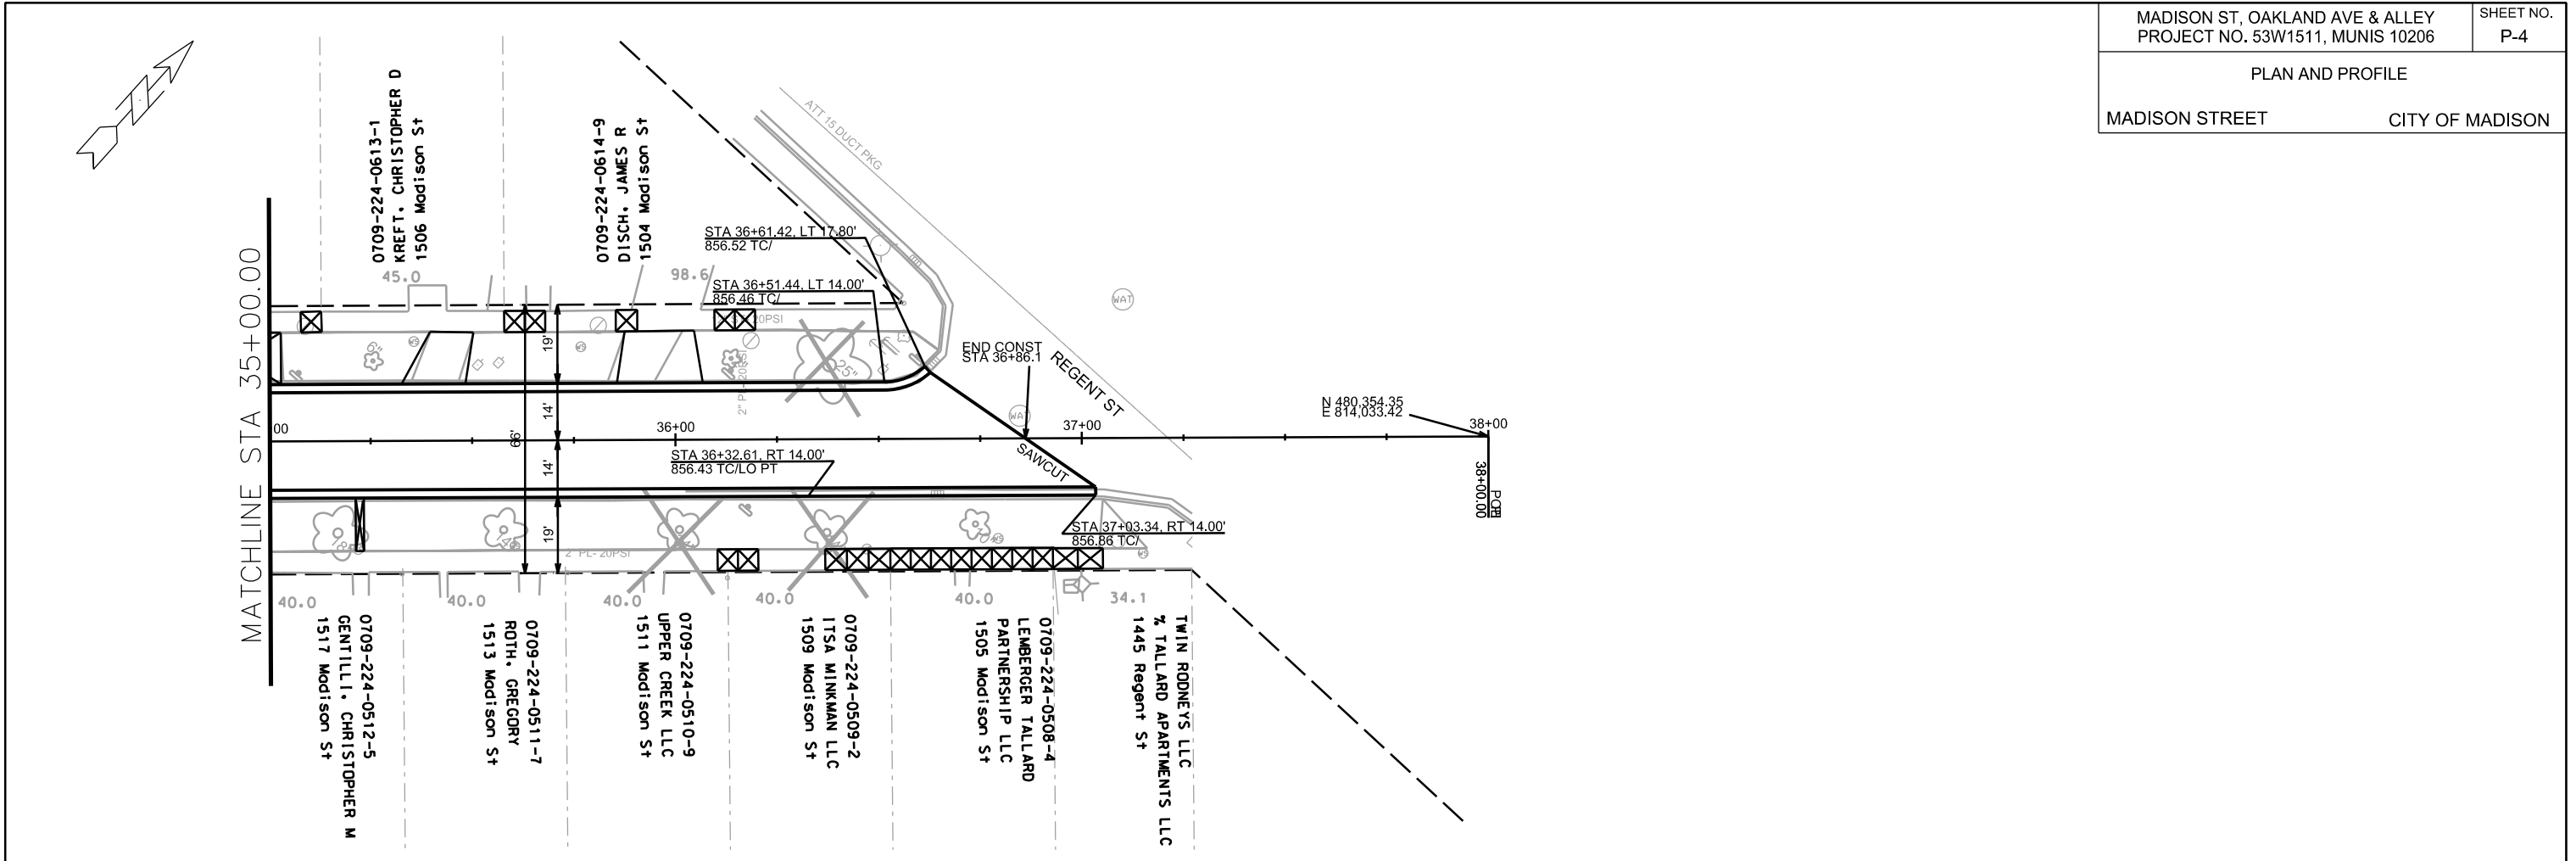 MADISON ST, OAKLAND AVE & ALLEY
PROJECT NO. 53W1511, MUNIS 10206
SHEET NO.
P-4
PLAN AND PROFILE
MADISON STREET
CITY OF MADISON
MATCHLINE STA 35+00.00
0709-224-0613-1
KREFT, CHRISTOPHER D
1506 Madison St
45.0
0709-224-0614-9
DISCH, JAMES R
1504 Madison St
98.6
ATT 15 DUCT PKG
STA 36+61.42, LT 17.80'
856.52 TC/
STA 36+51.44, LT 14.00'
856.46 TC/
20PSI
WAT
6"
WS
WS
25"
19'
END CONST
STA 36+86.1
REGENT ST
WAT
14'
N 480,354.35
E 814,033.42
00
66'
36+00
37+00
38+00
STA 36+32.61, RT 14.00'
856.43 TC/LO PT
SAWCUT
14'
38+00.00
19'
2" PL-20PSI
WS
STA 37+03.34, RT 14.00'
856.86 TC/
WS
40.0
40.0
40.0
40.0
40.0
34.1
0709-224-0512-5
GENTILLI, CHRISTOPHER M
1517 Madison St
0709-224-0511-7
ROTH, GREGORY
1513 Madison St
0709-224-0510-9
UPPER CREEK LLC
1511 Madison St
0709-224-0509-2
ITSA MINKMAN LLC
1509 Madison St
0709-224-0508-4
LEMBERGER TALLARD
PARTNERSHIP LLC
1505 Madison St
TWIN RODNEYS LLC
% TALLARD APARTMENTS LLC
1445 Regent St